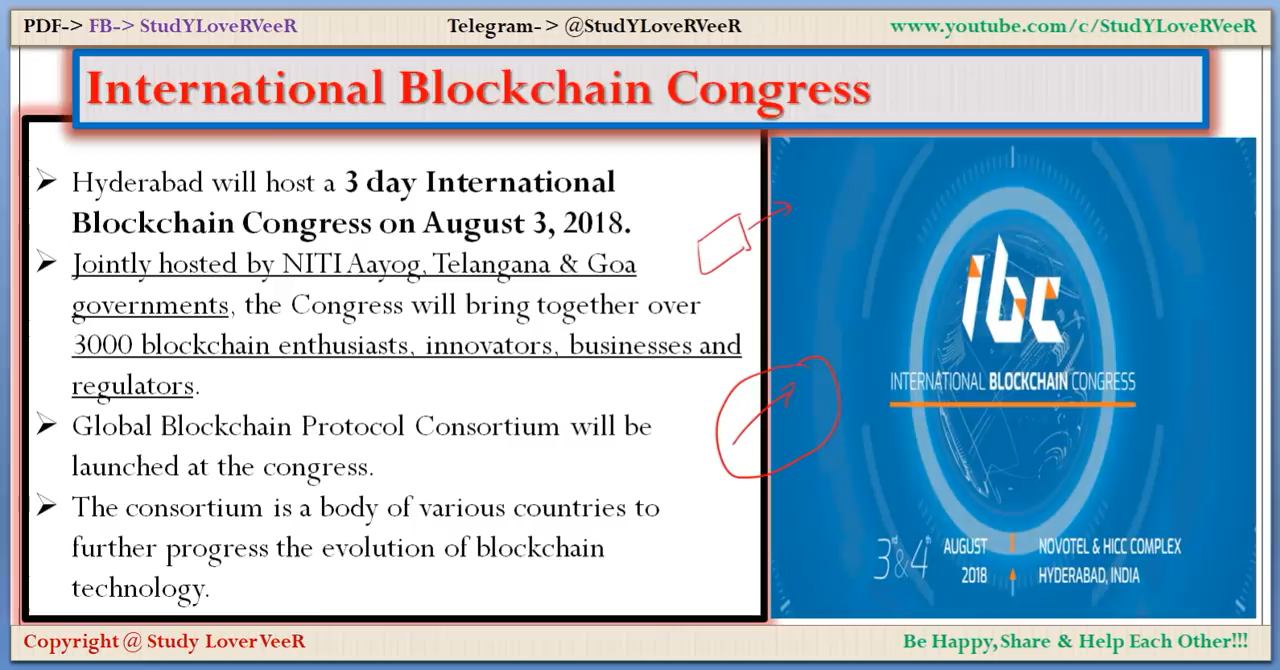 PDF-> FB-> StudYLoveRVeeR
Telegram- > @StudYLoveRVeeR
www.youtube.com/c/StudYLoveRVeeR
International Blockchain Congress
Hyderabad will host a 3 day International
Blockchain Congress on August 3, 2018.
Jointly hosted by NITI Aayog, Telangana & Goa
governments, the Congress will bring together over
3000 blockchain enthusiasts, innovators, businesses and
regulators.
Global Blockchain Protocol Consortium will be
launched at the congress.
The consortium is a body of various countries to
further progress the evolution of blockchain
technology.
ibc
INTERNATIONAL BLOCKCHAIN CONGRESS
3rd & 4th AUGUST 2018
NOVOTEL & HICC COMPLEX
HYDERABAD, INDIA
Copyright @ Study LoverVeeR
Be Happy, Share & Help Each Other!!!